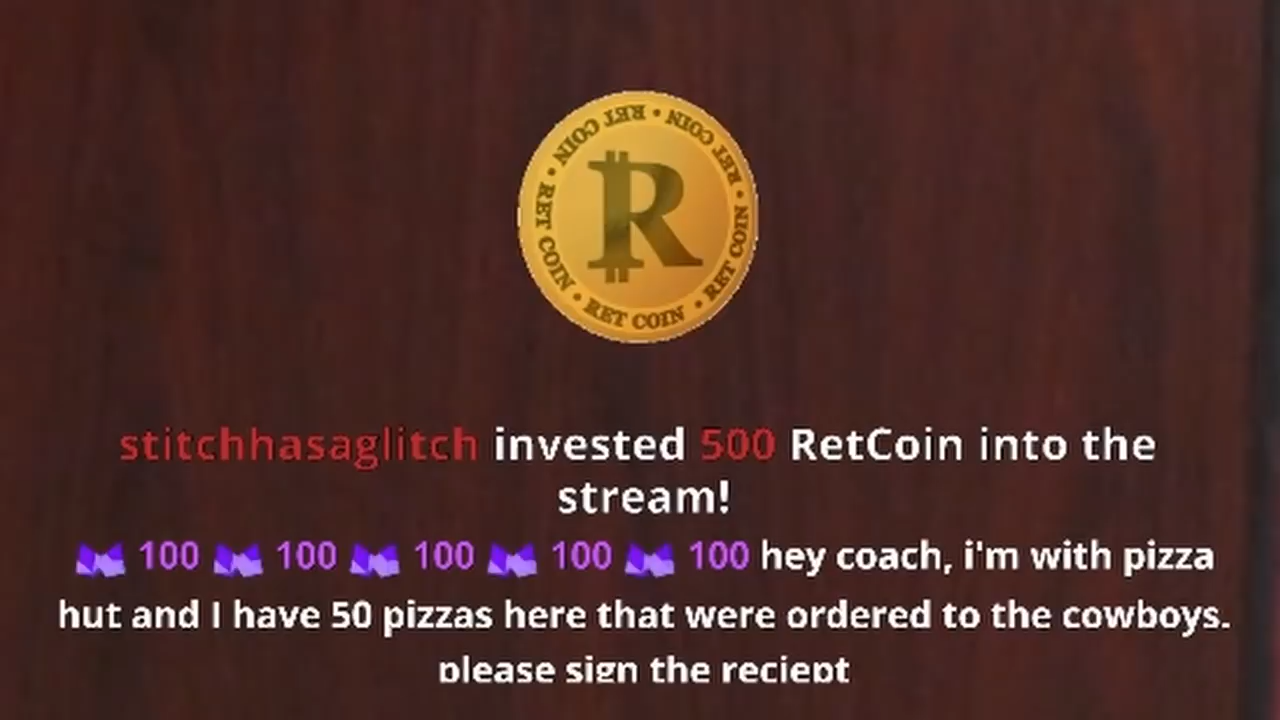 RET COIN • RET COIN • RET COIN • RET COIN • RET COIN •
R
stitchhasaglitch invested 500 RetCoin into the
stream!
100 100 100 100 100 hey coach, i'm with pizza
hut and I have 50 pizzas here that were ordered to the cowboys.
please sign the reciept